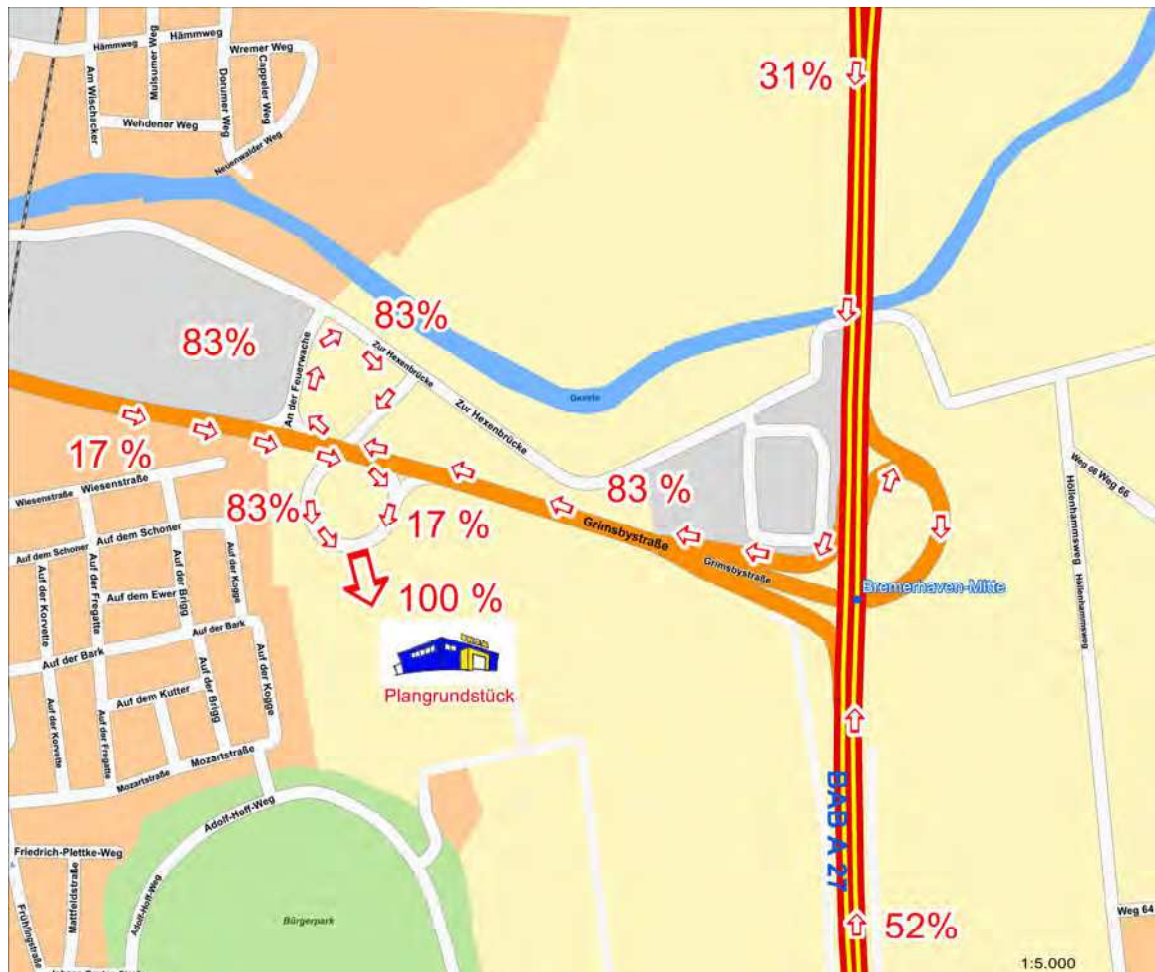 Hämmweg
Hämmweg
Wremer Weg
Am Wischacker
Dorumer Weg
Cappeler Weg
Wehdener Weg
Neuenwalder Weg
31%
83%
83%
An der Feuerwache
Zur Hexenbrücke
Zur Hexenbrücke
Geeste
17 %
Wiesenstraße
Wiesenstraße
83%
17 %
83 %
Grimsbystraße
Grimsbystraße
Weg 66
Weg 66
Höllenhammsweg
Höllenhammsweg
Bremerhaven-Mitte
Auf dem Schoner
Auf dem Schoner
Auf der Korvette
Auf der Fregatte
Auf der Brigg
Auf der Kogge
Auf dem Ewer
Auf der Bark
Auf der Bark
100 %
Plangrundstück
Auf dem Kutter
Auf der Korvette
Auf der Fregatte
Auf der Brigg
Auf der Kogge
Mozartstraße
Mozartstraße
BAB A 27
Adolf-Hoff-Weg
Adolf-Hoff-Weg
Friedrich-Plettke-Weg
Mattfeldstraße
Frühlingstraße
Bürgerpark
Weg 64
52%
1:5.000